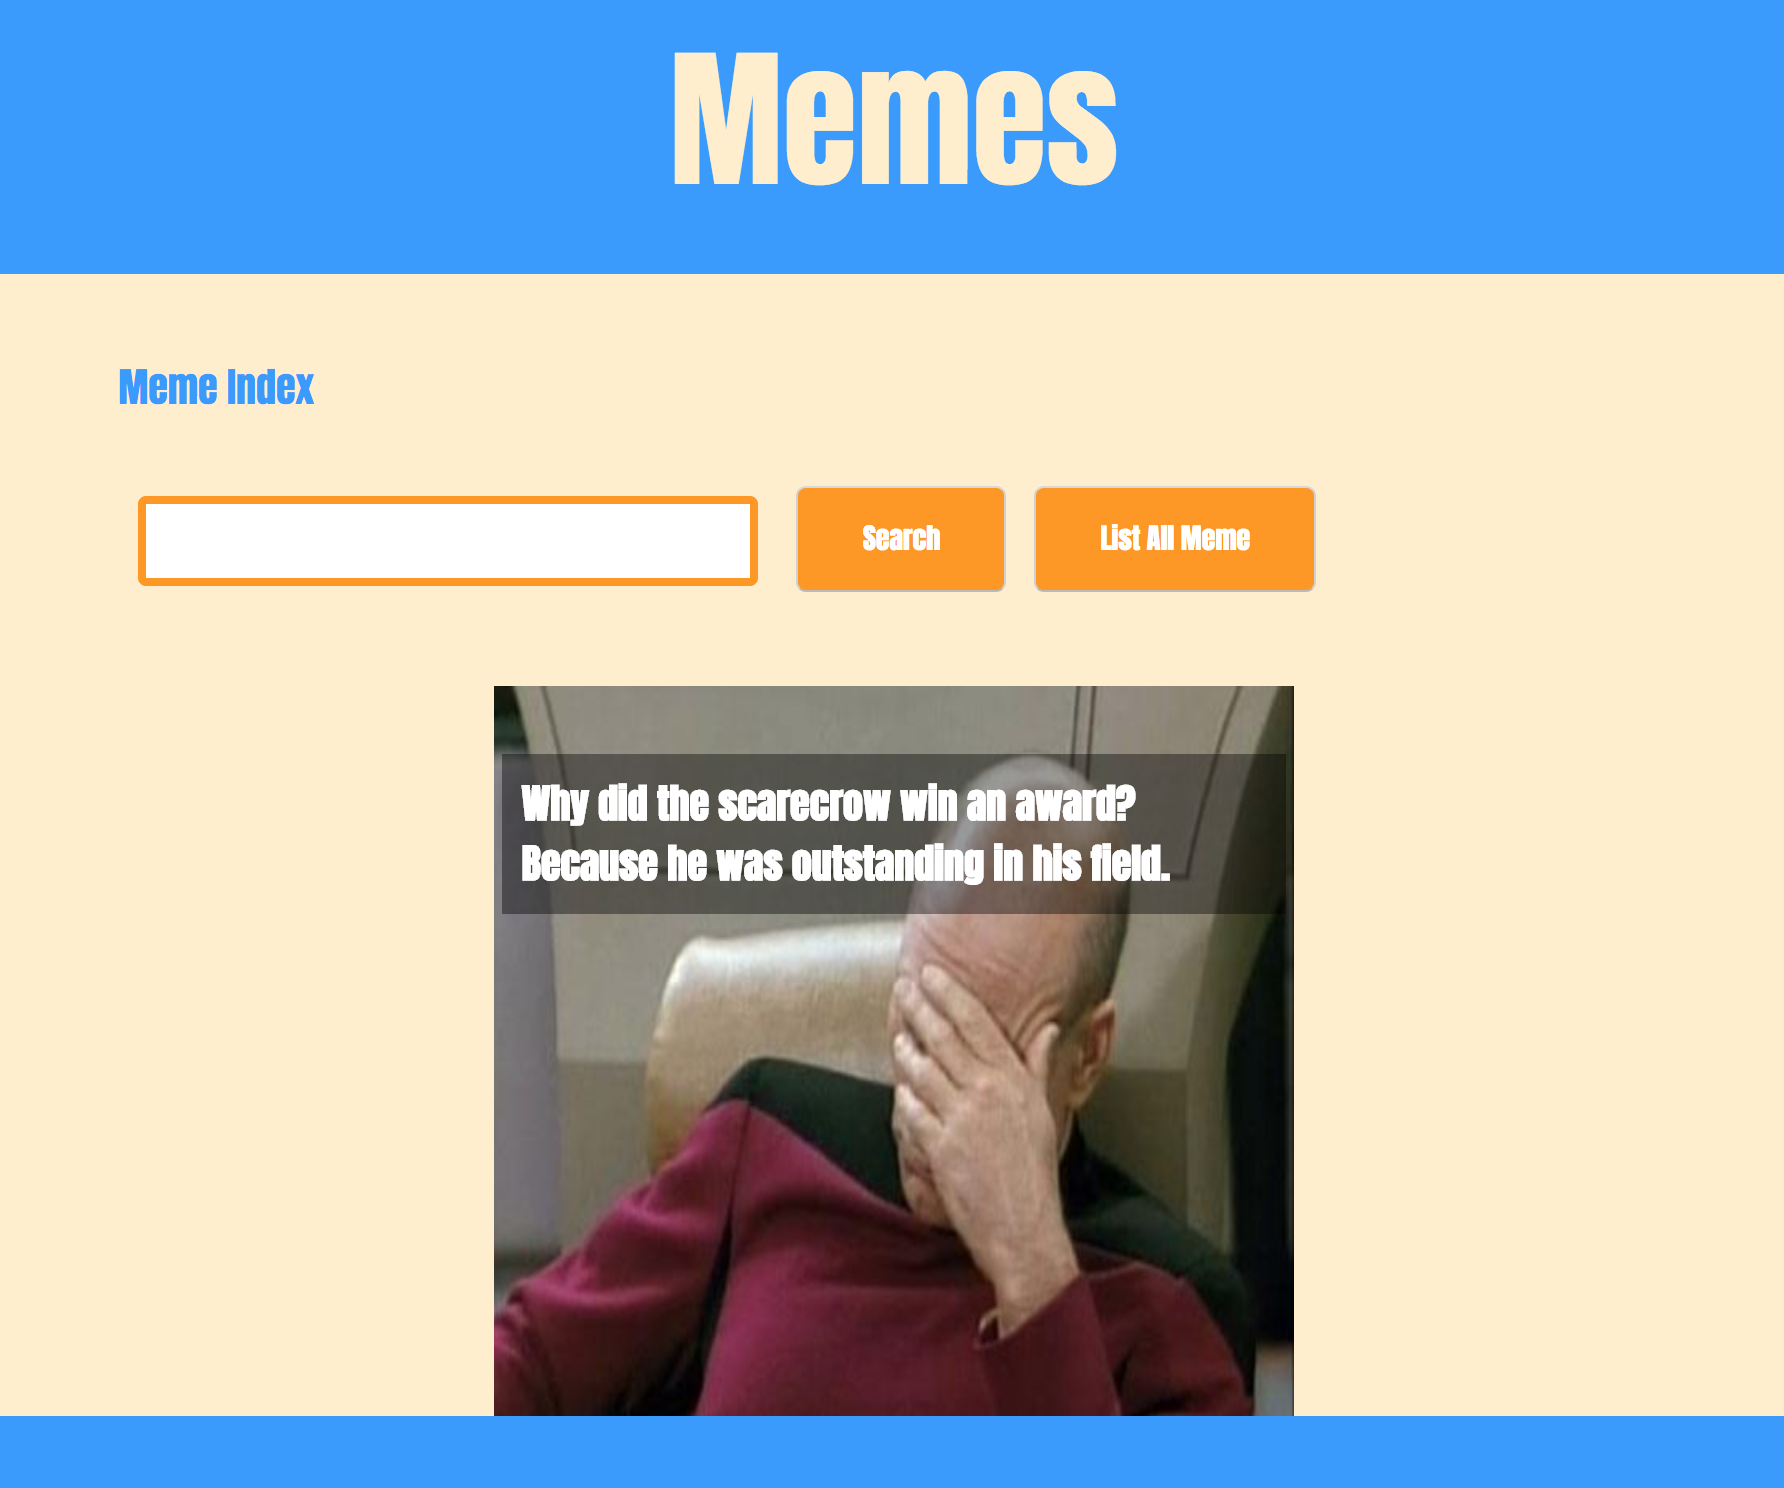 Memes
Meme Index
Search
List All Meme
Why did the scarecrow win an award?
Because he was outstanding in his field.